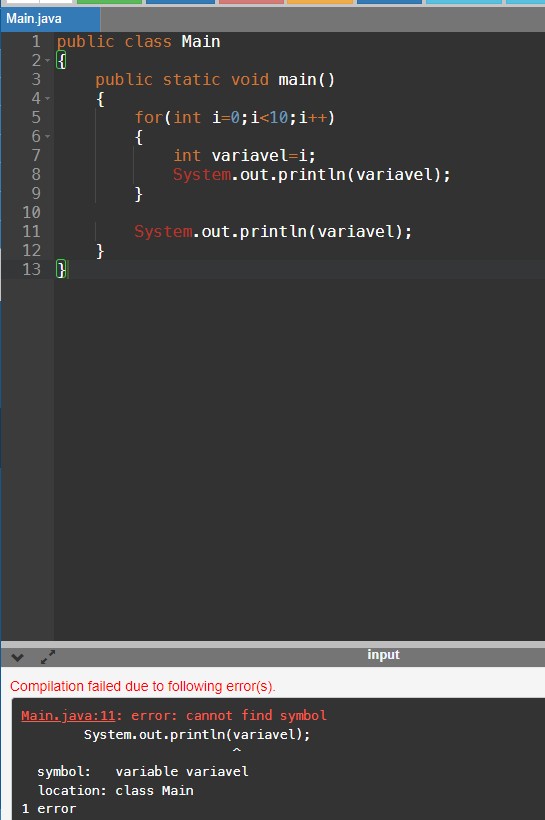 Main.java
1 public class Main
2 {
3     public static void main()
4     {
5         for(int i=0;i<10;i++)
6         {
7             int variavel=i;
8             System.out.println(variavel);
9         }
10
11         System.out.println(variavel);
12     }
13 }
input
Compilation failed due to following error(s).
Main.java:11: error: cannot find symbol
        System.out.println(variavel);
                           ^
  symbol:   variable variavel
  location: class Main
1 error